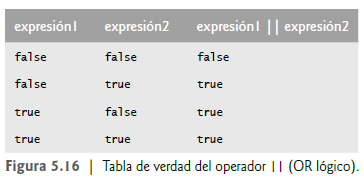 expresión1 expresión2 expresión1 || expresión2
false false false
false true true
true false true
true true true
Figura 5.16 | Tabla de verdad del operador || (OR lógico).